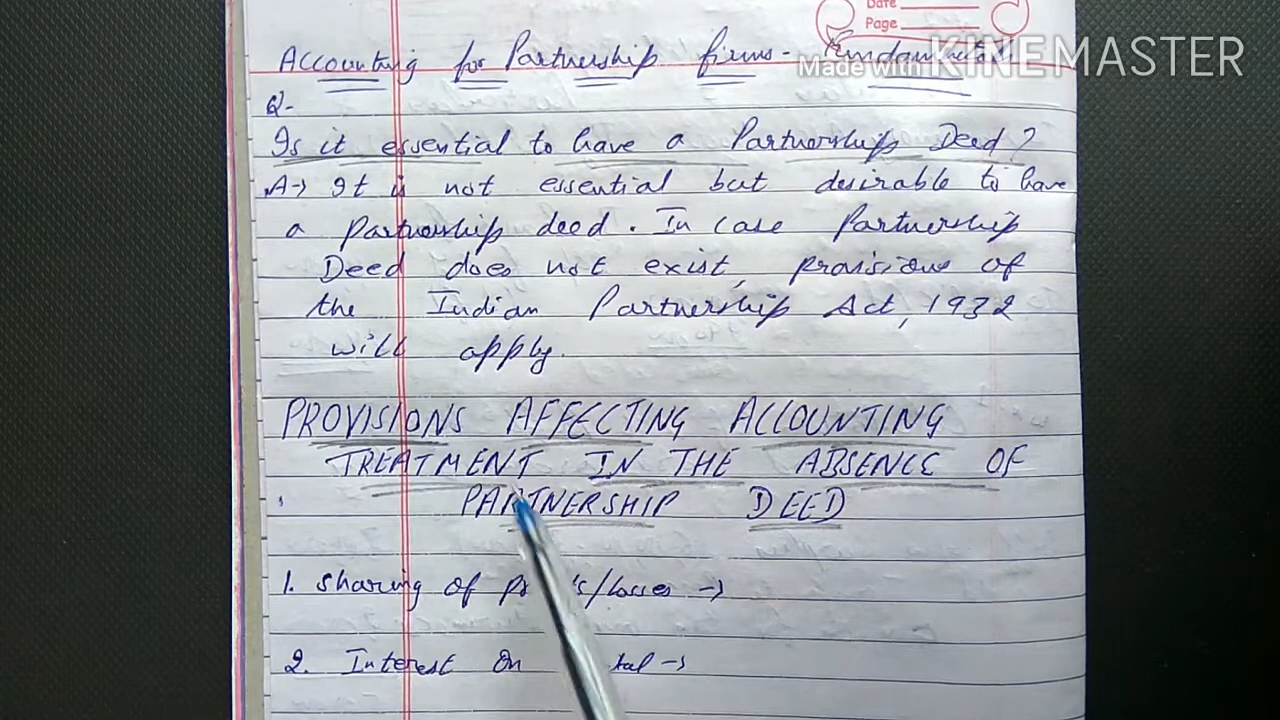 Date
Page
Accounting for Partnership firms - Fundamentals
Made with KINEMASTER
Q-
Is it essential to have a Partnership Deed?
A→ It is not essential but desirable to have
a partnership deed. In case Partnership
Deed does not exist, provisions of
the Indian Partnership Act, 1932
will apply.
PROVISIONS AFFECTING ACCOUNTING
TREATMENT IN THE ABSENCE OF
PARTNERSHIP DEED
1. Sharing of /losses →
2. Interest on →